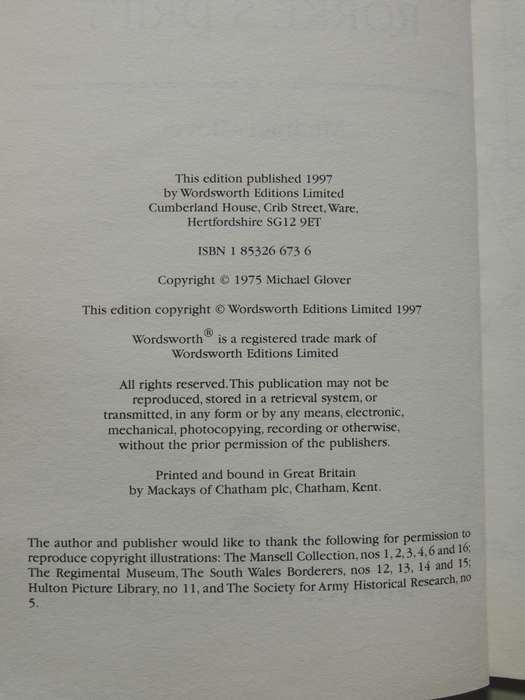 This edition published 1997
by Wordsworth Editions Limited
Cumberland House, Crib Street, Ware,
Hertfordshire SG12 9ET
ISBN 1 85326 673 6
Copyright © 1975 Michael Glover
This edition copyright © Wordsworth Editions Limited 1997
Wordsworth® is a registered trade mark of
Wordsworth Editions Limited
All rights reserved. This publication may not be
reproduced, stored in a retrieval system, or
transmitted, in any form or by any means, electronic,
mechanical, photocopying, recording or otherwise,
without the prior permission of the publishers.
Printed and bound in Great Britain
by Mackays of Chatham plc, Chatham, Kent.
The author and publisher would like to thank the following for permission to
reproduce copyright illustrations: The Mansell Collection, nos 1, 2, 3, 4, 6 and 16;
The Regimental Museum, The South Wales Borderers, nos 12, 13, 14 and 15;
Hulton Picture Library, no 11, and The Society for Army Historical Research, no
5.